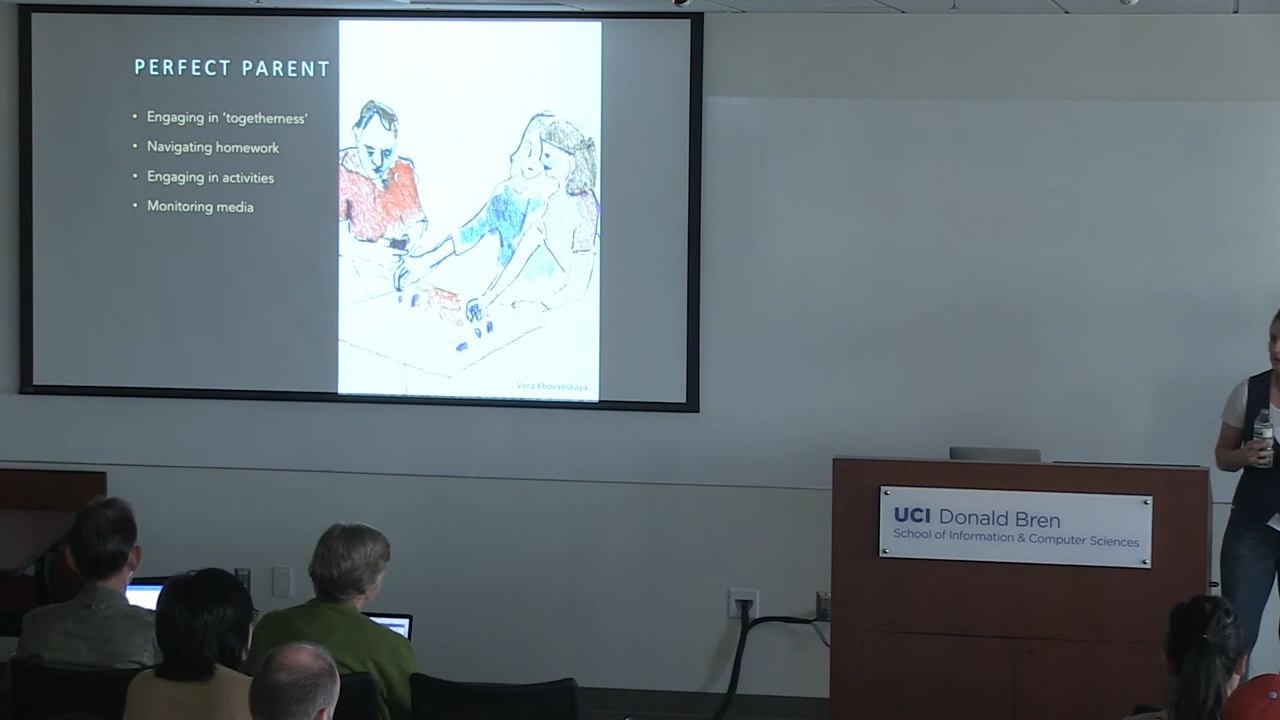 PERFECT PARENT
• Engaging in 'togetherness'
• Navigating homework
• Engaging in activities
• Monitoring media
Vera Khovanskaya
UCI Donald Bren
School of Information & Computer Sciences